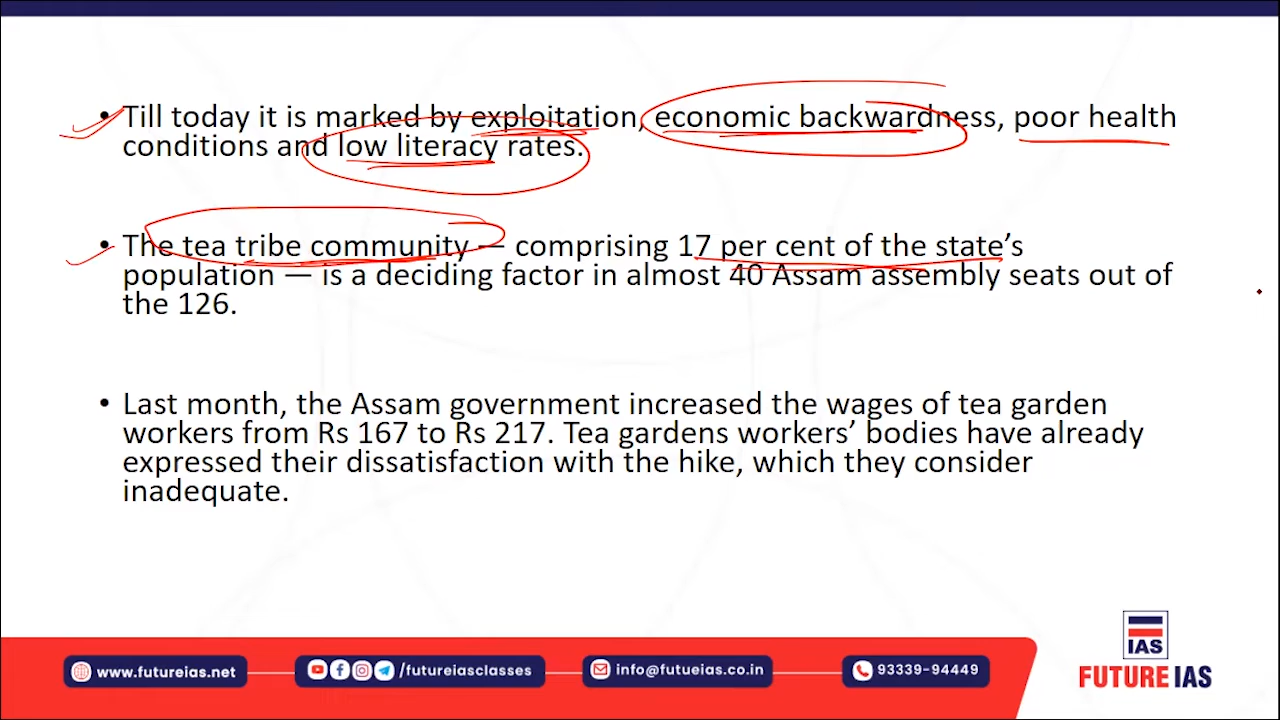 • Till today it is marked by exploitation, economic backwardness, poor health
conditions and low literacy rates.
• The tea tribe community — comprising 17 per cent of the state's
population — is a deciding factor in almost 40 Assam assembly seats out of
the 126.
• Last month, the Assam government increased the wages of tea garden
workers from Rs 167 to Rs 217. Tea gardens workers' bodies have already
expressed their dissatisfaction with the hike, which they consider
inadequate.
www.futureias.net
/futureiasclasses
info@futueias.co.in
93339-94449
IAS
FUTURE IAS